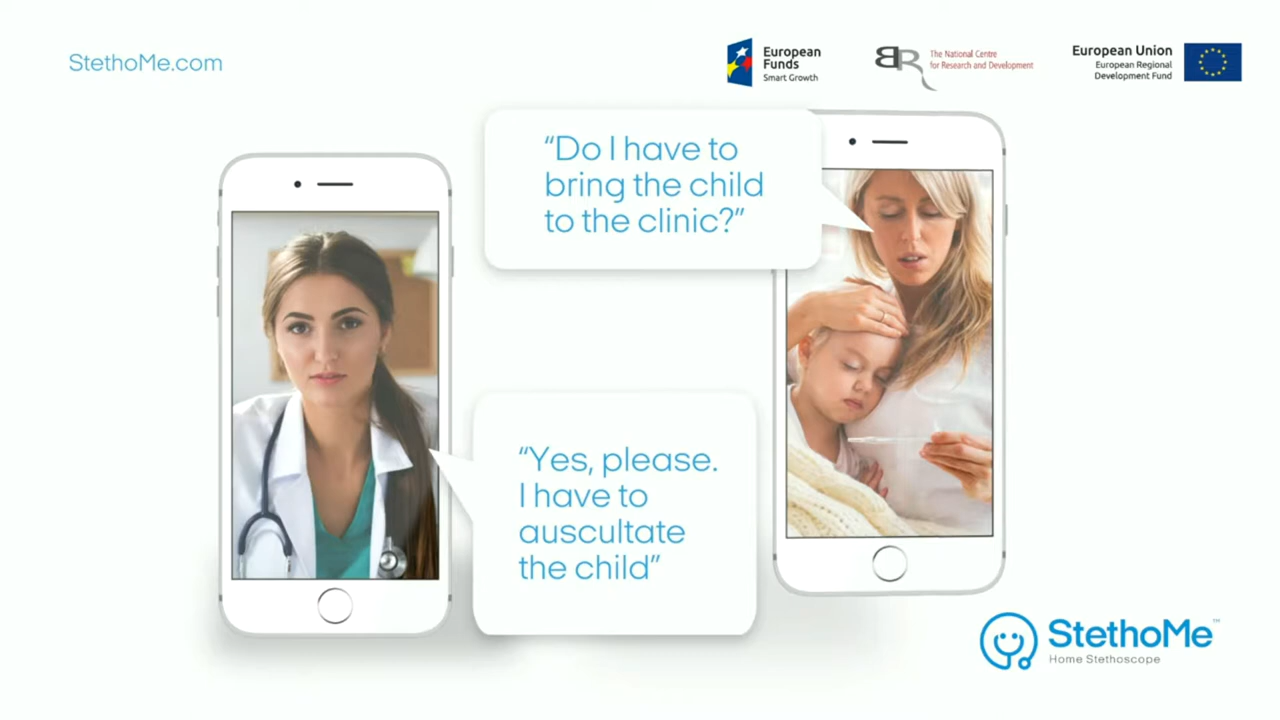 StethoMe.com
European
Funds
Smart Growth
The National Centre
for Research and Development
European Union
European Regional
Development Fund
“Do I have to
bring the child
to the clinic?”
“Yes, please.
I have to
auscultate
the child”
StethoMe™
Home Stethoscope